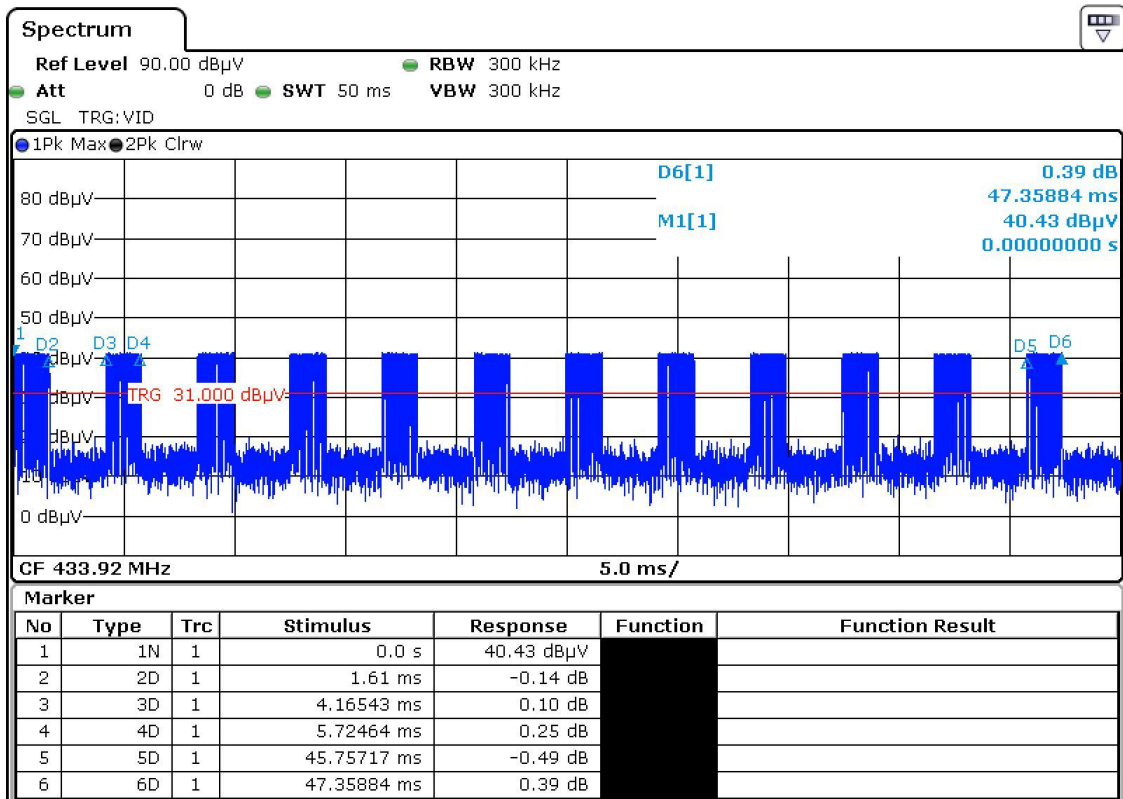 Spectrum
Ref Level 90.00 dBµV RBW 300 kHz
Att 0 dB SWT 50 ms VBW 300 kHz
SGL TRG:VID
1Pk Max 2Pk Clrw
D6[1] 0.39 dB
47.35884 ms
M1[1] 40.43 dBµV
0.00000000 s
80 dBµV
70 dBµV
60 dBµV
50 dBµV
1 D2 D3 D4 D5 D6
dBµV
TRG 31.000 dBµV
dBµV
dBµV
10 dBµV
0 dBµV
CF 433.92 MHz 5.0 ms/
Marker
No Type Trc Stimulus Response Function Function Result
1 1N 1 0.0 s 40.43 dBµV
2 2D 1 1.61 ms -0.14 dB
3 3D 1 4.16543 ms 0.10 dB
4 4D 1 5.72464 ms 0.25 dB
5 5D 1 45.75717 ms -0.49 dB
6 6D 1 47.35884 ms 0.39 dB